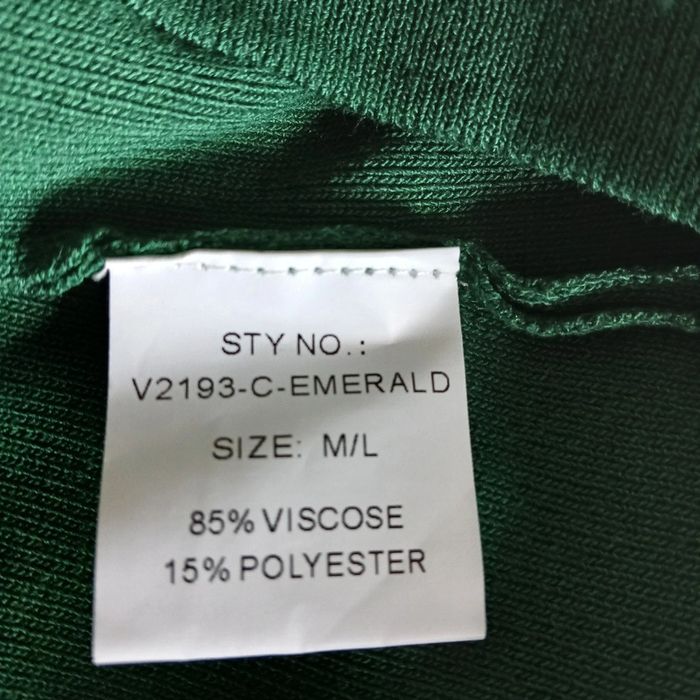 STY NO.:
V2193-C-EMERALD
SIZE: M/L
85% VISCOSE
15% POLYESTER